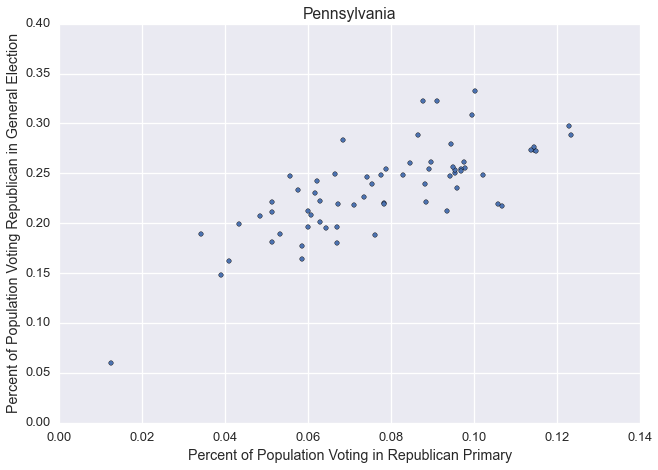 Pennsylvania
Percent of Population Voting Republican in General Election
0.40
0.35
0.30
0.25
0.20
0.15
0.10
0.05
0.00
0.00 0.02 0.04 0.06 0.08 0.10 0.12 0.14
Percent of Population Voting in Republican Primary